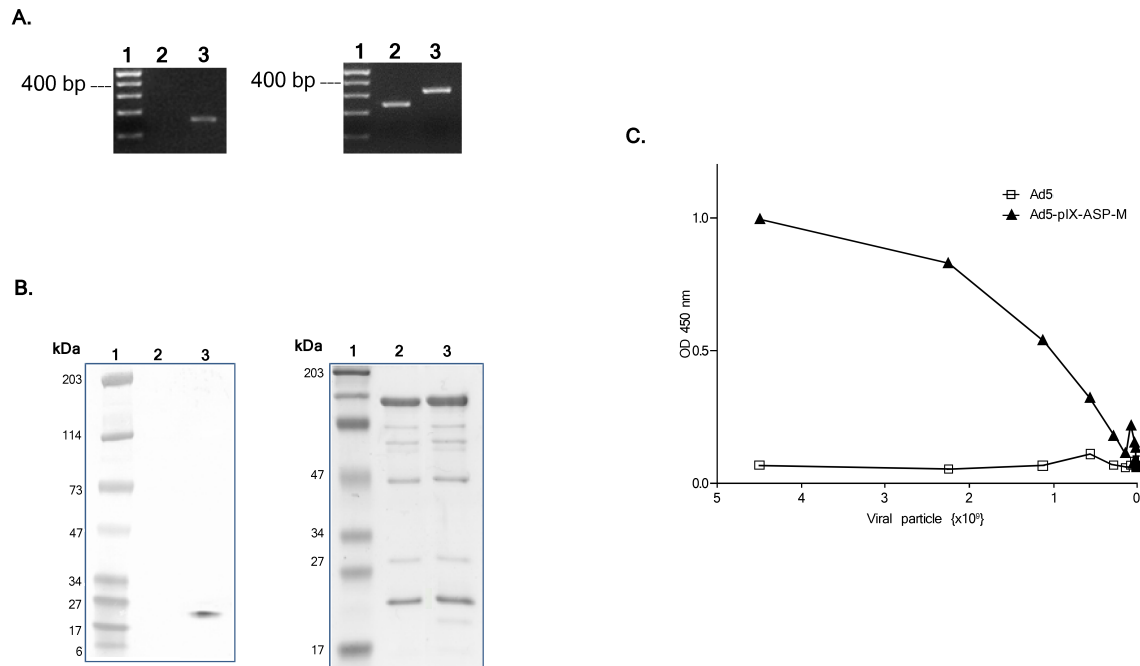 A.
1 2 3
400 bp ---
1 2 3
400 bp ---
B.
kDa
1 2 3
203
114
73
47
34
27
17
6
kDa
1 2 3
203
47
34
27
17
C.
Ad5
Ad5-pIX-ASP-M
1.0
0.5
0.0
OD 450 nm
5 4 3 2 1 0
Viral particle {x10⁹}